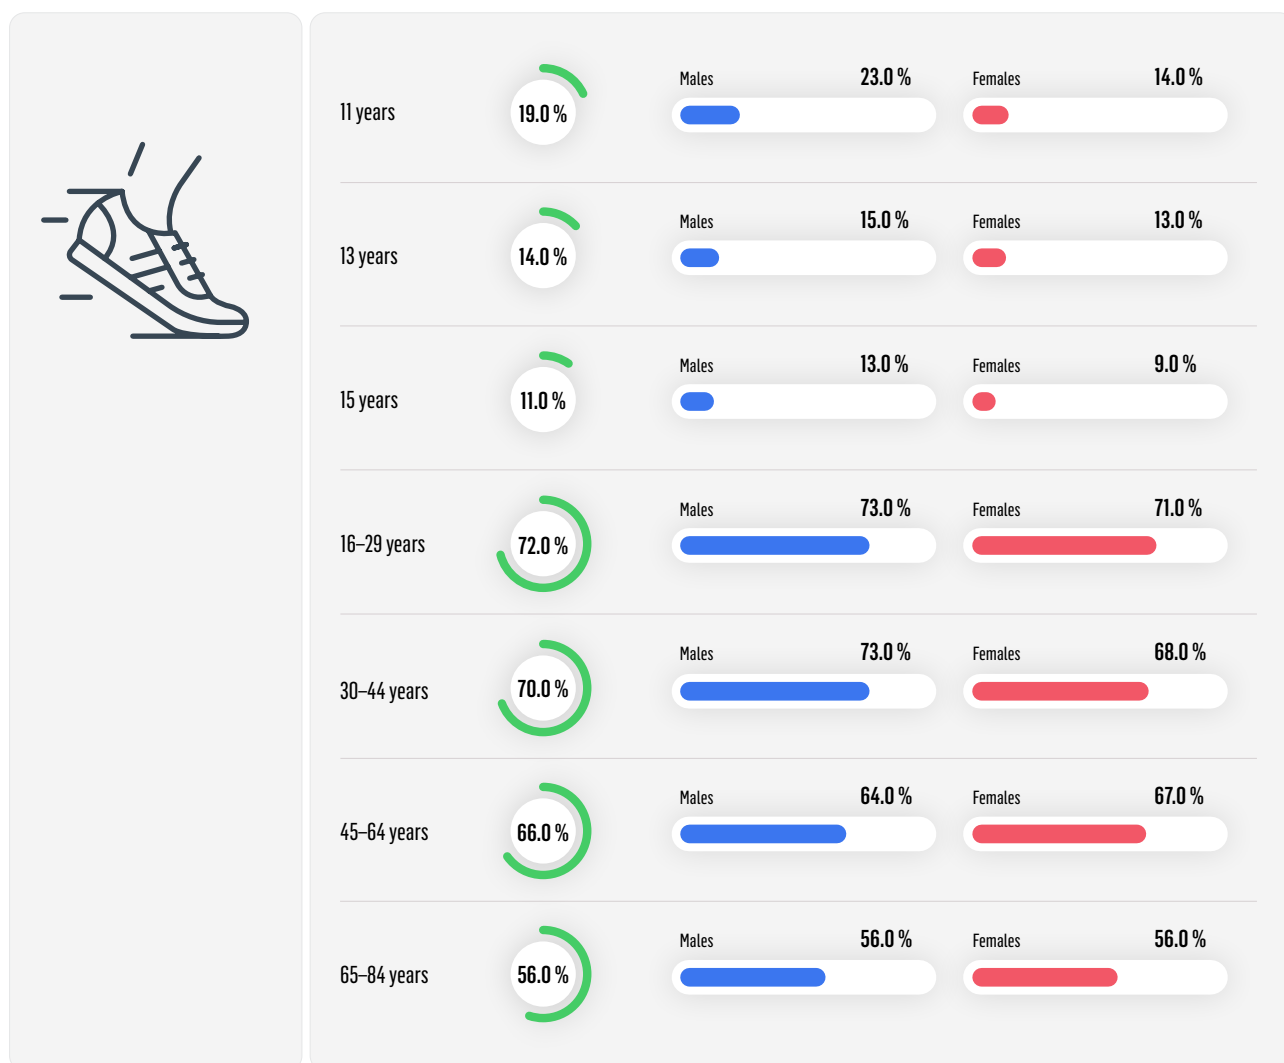 Males 23.0 % Females 14.0 %
11 years 19.0 %
Males 15.0 % Females 13.0 %
13 years 14.0 %
Males 13.0 % Females 9.0 %
15 years 11.0 %
Males 73.0 % Females 71.0 %
16–29 years 72.0 %
Males 73.0 % Females 68.0 %
30–44 years 70.0 %
Males 64.0 % Females 67.0 %
45–64 years 66.0 %
Males 56.0 % Females 56.0 %
65–84 years 56.0 %